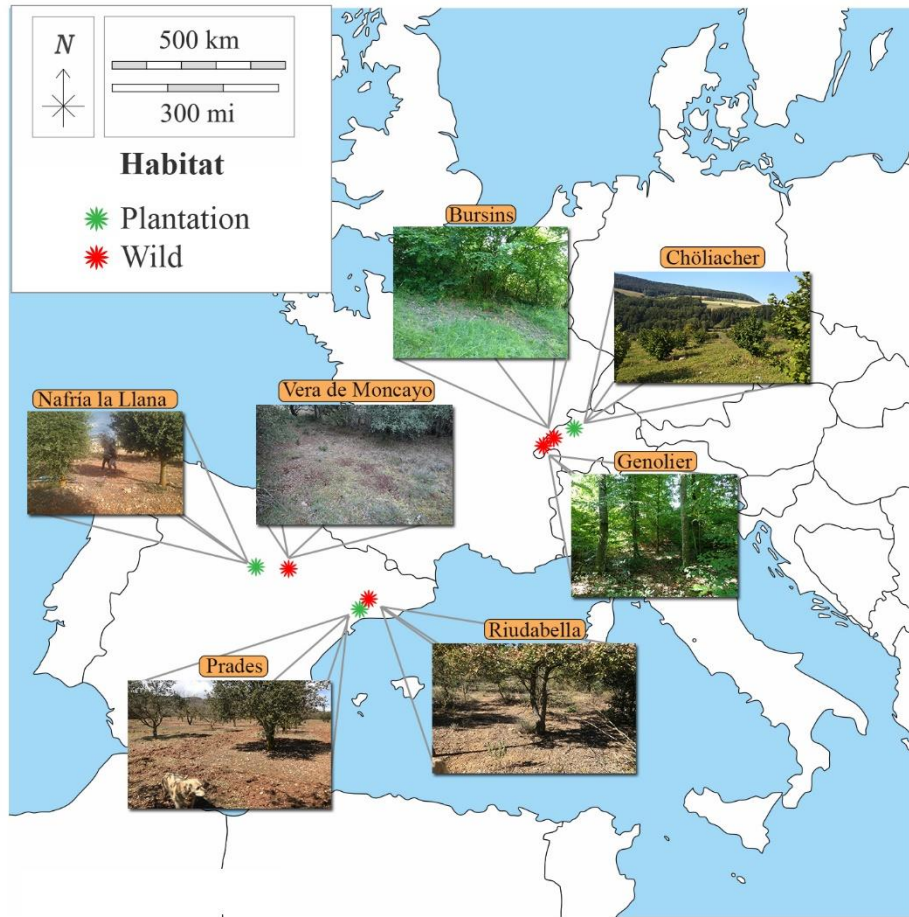 N
500 km
300 mi
Habitat
Plantation
Wild
Bursins
Chöliacher
Nafría la Llana
Vera de Moncayo
Genolier
Riudabella
Prades